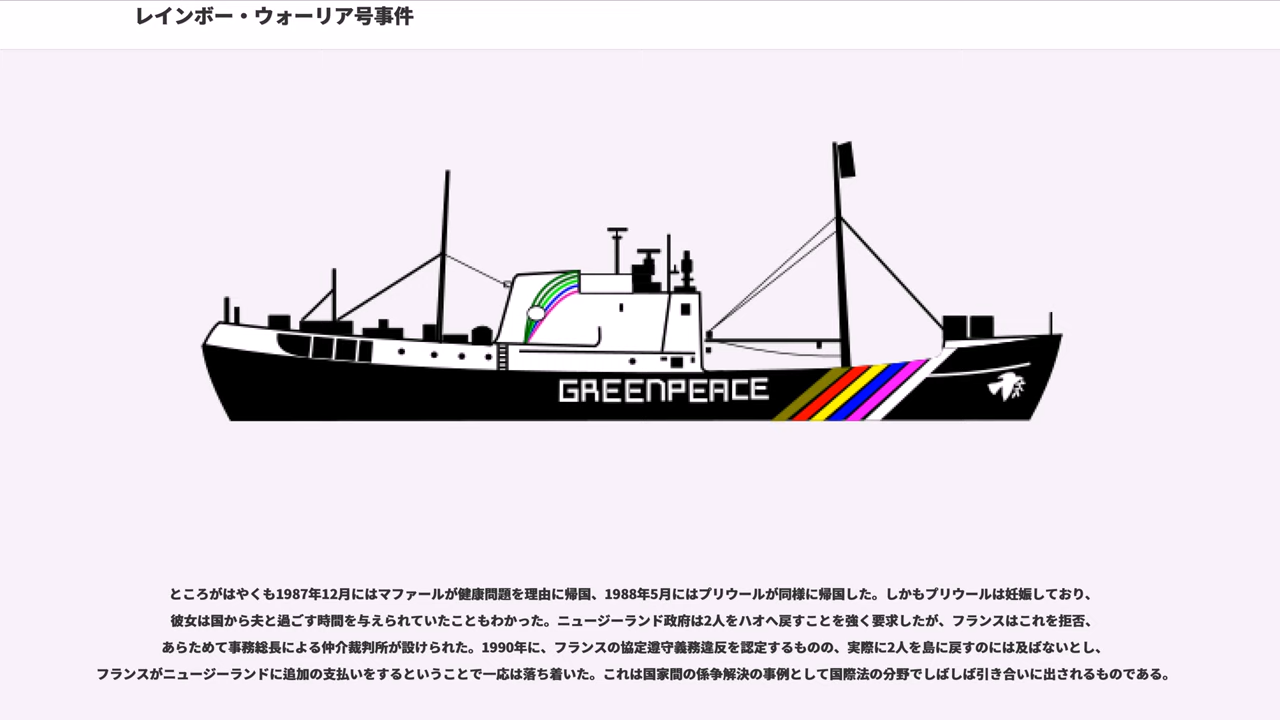 レインボー・ウォーリア号事件
GREENPEACE
ところがはやくも1987年12月にはマファールが健康問題を理由に帰国、1988年5月にはプリウールが同様に帰国した。しかもプリウールは妊娠しており、
彼女は国から夫と過ごす時間を与えられていたこともわかった。ニュージーランド政府は2人をハオへ戻すことを強く要求したが、フランスはこれを拒否、
あらためて事務総長による仲介裁判所が設けられた。1990年に、フランスの協定遵守義務違反を認定するものの、実際に2人を島に戻すのには及ばないとし、
フランスがニュージーランドに追加の支払いをするということで一応は落ち着いた。これは国家間の係争解決の事例として国際法の分野でしばしば引き合いに出されるものである。